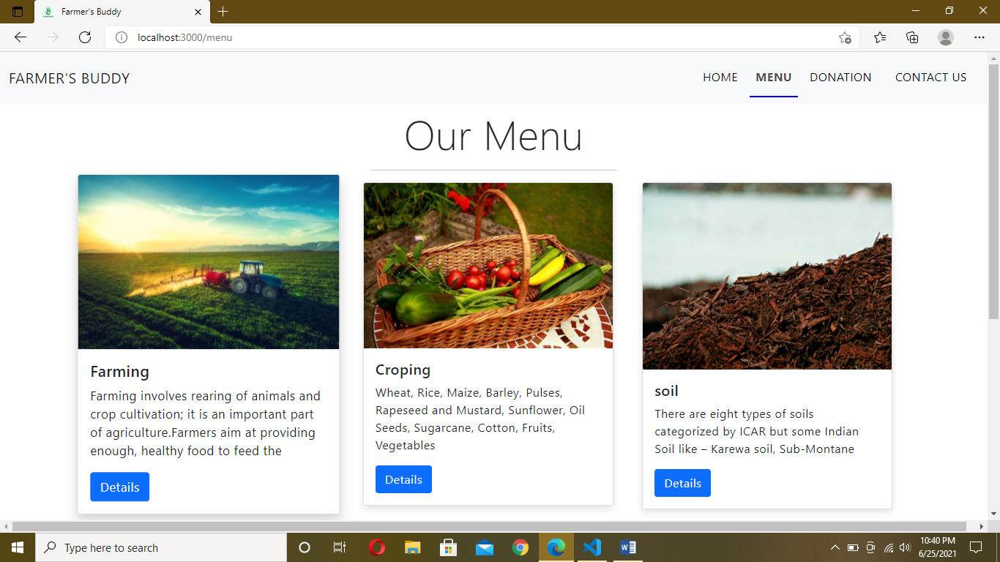 Farmer's Buddy
localhost:3000/menu
FARMER'S BUDDY
HOME
MENU
DONATION
CONTACT US
Our Menu
Farming
Farming involves rearing of animals and
crop cultivation; it is an important part
of agriculture.Farmers aim at providing
enough, healthy food to feed the
Details
Croping
Wheat, Rice, Maize, Barley, Pulses,
Rapeseed and Mustard, Sunflower, Oil
Seeds, Sugarcane, Cotton, Fruits,
Vegetables
Details
soil
There are eight types of soils
categorized by ICAR but some Indian
Soil like – Karewa soil, Sub-Montane
Details
Type here to search
10:40 PM
6/25/2021